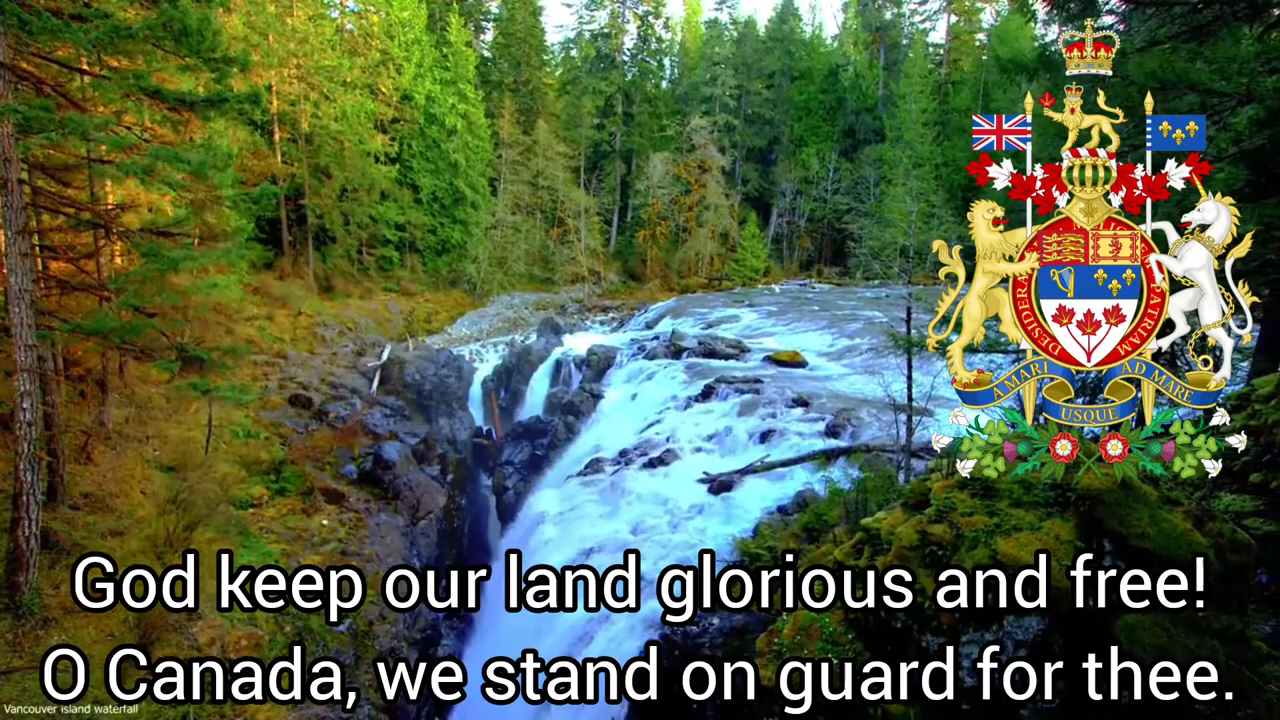 DESIDERA
PATRIAM
A MARI
AD MARE
USQUE
God keep our land glorious and free!
O Canada, we stand on guard for thee.
Vancouver island waterfall